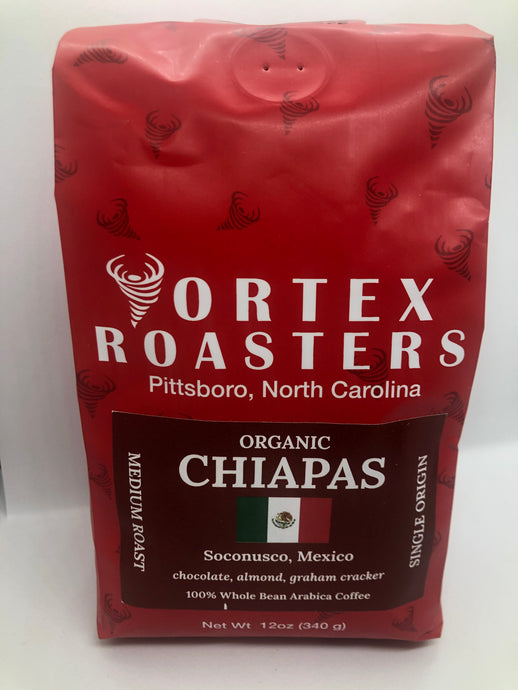 VORTEX
ROASTERS
Pittsboro, North Carolina
ORGANIC
CHIAPAS
MEDIUM ROAST
SINGLE ORIGIN
Soconusco, Mexico
chocolate, almond, graham cracker
100% Whole Bean Arabica Coffee
Net Wt 12oz (340 g)